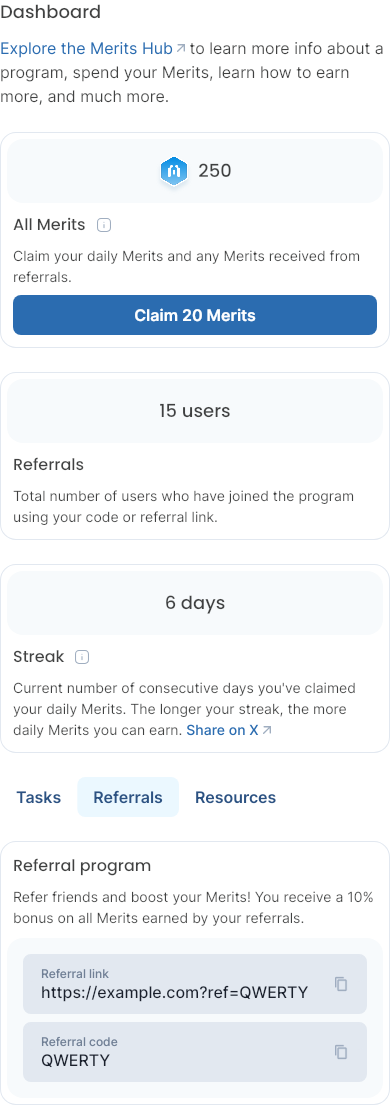 Dashboard
Explore the Merits Hub to learn more info about a
program, spend your Merits, learn how to earn
more, and much more.
250
All Merits
Claim your daily Merits and any Merits received from
referrals.
Claim 20 Merits
15 users
Referrals
Total number of users who have joined the program
using your code or referral link.
6 days
Streak
Current number of consecutive days you've claimed
your daily Merits. The longer your streak, the more
daily Merits you can earn. Share on X
Tasks Referrals Resources
Referral program
Refer friends and boost your Merits! You receive a 10%
bonus on all Merits earned by your referrals.
Referral link
https://example.com?ref=QWERTY
Referral code
QWERTY